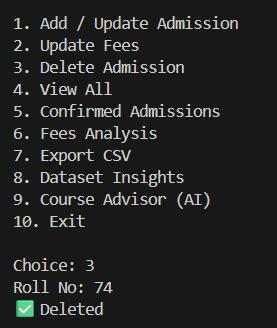 1. Add / Update Admission
2. Update Fees
3. Delete Admission
4. View All
5. Confirmed Admissions
6. Fees Analysis
7. Export CSV
8. Dataset Insights
9. Course Advisor (AI)
10. Exit
Choice: 3
Roll No: 74
✅ Deleted